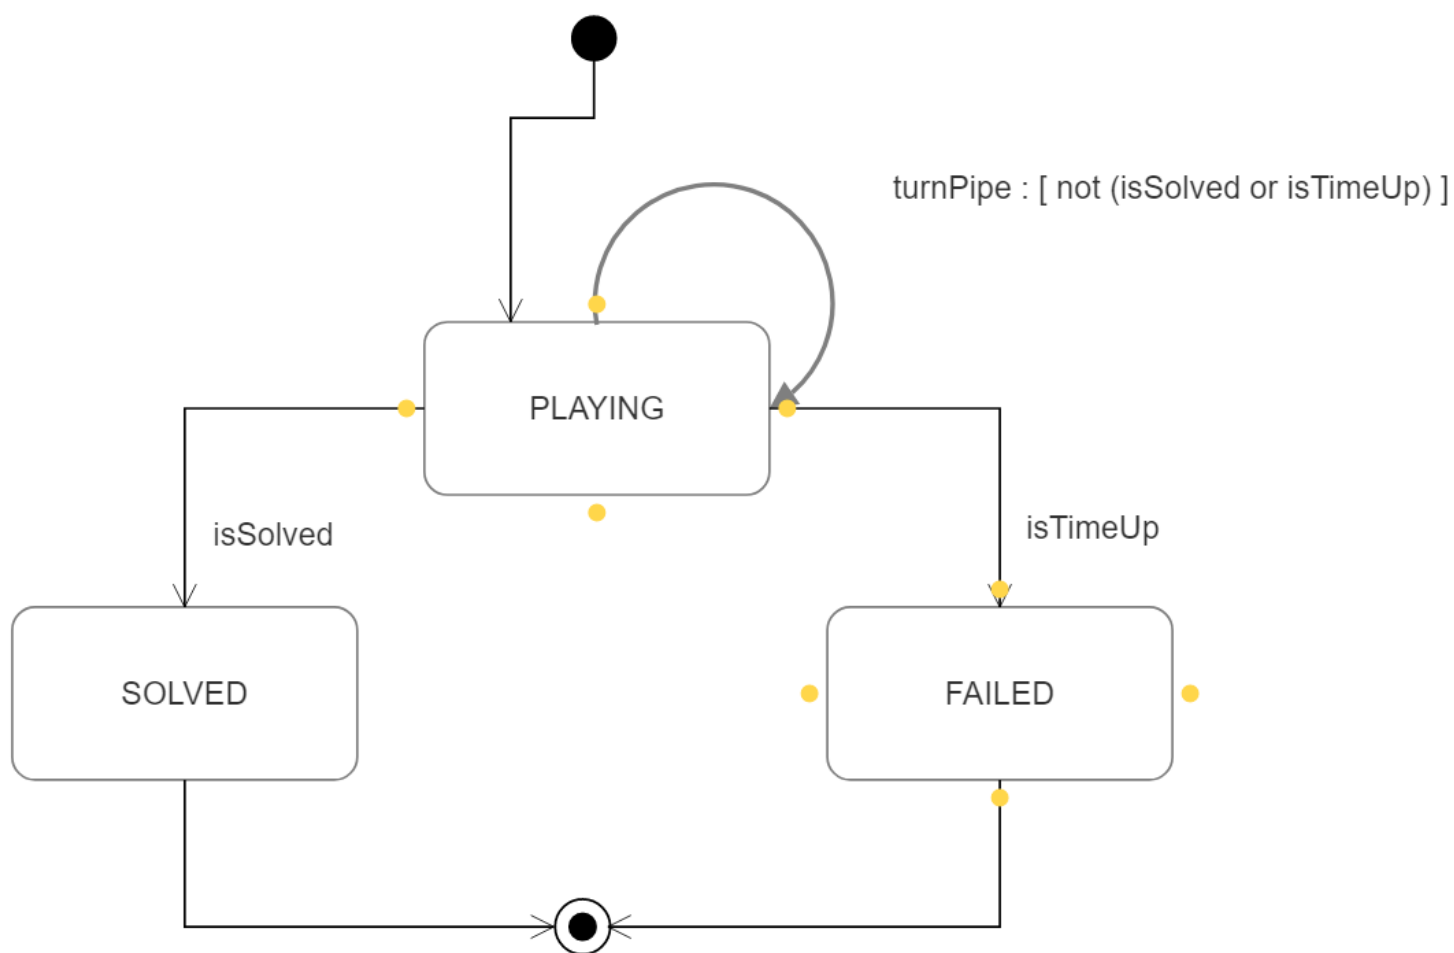 turnPipe : [ not (isSolved or isTimeUp) ]
PLAYING
isSolved
isTimeUp
SOLVED
FAILED